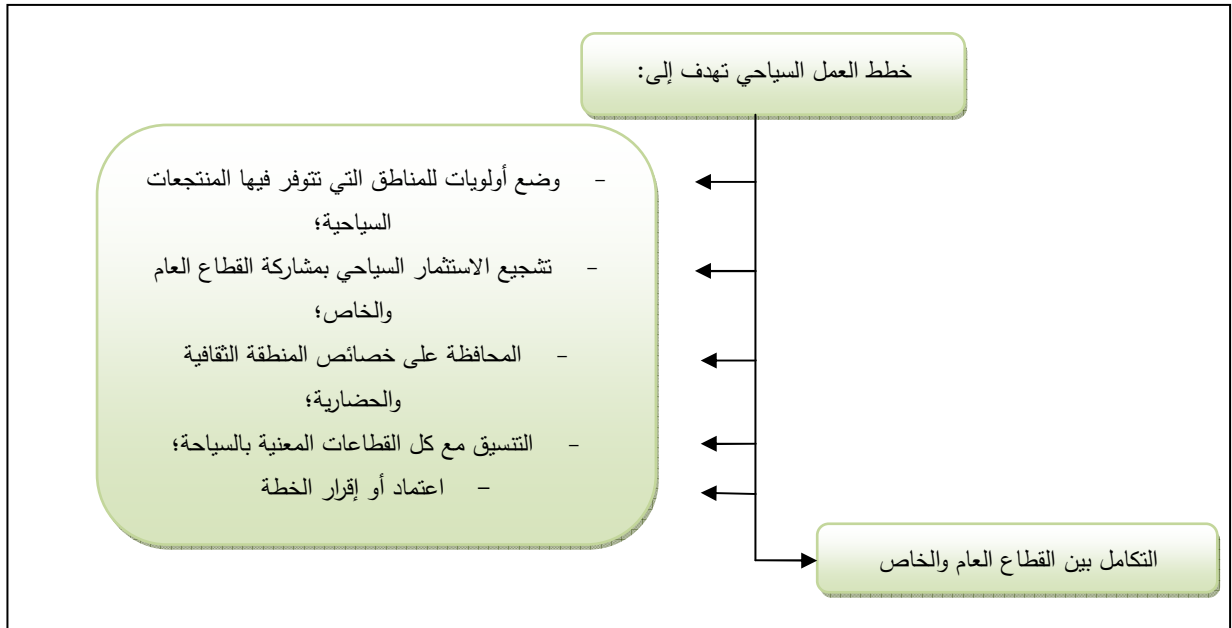 خطط العمل السياحي تهدف إلى:
- وضع أولويات للمناطق التي تتوفر فيها المنتجعات
السياحية؛
- تشجيع الاستثمار السياحي بمشاركة القطاع العام
والخاص؛
- المحافظة على خصائص المنطقة الثقافية
والحضارية؛
- التنسيق مع كل القطاعات المعنية بالسياحة؛
- اعتماد أو إقرار الخطة
التكامل بين القطاع العام والخاص